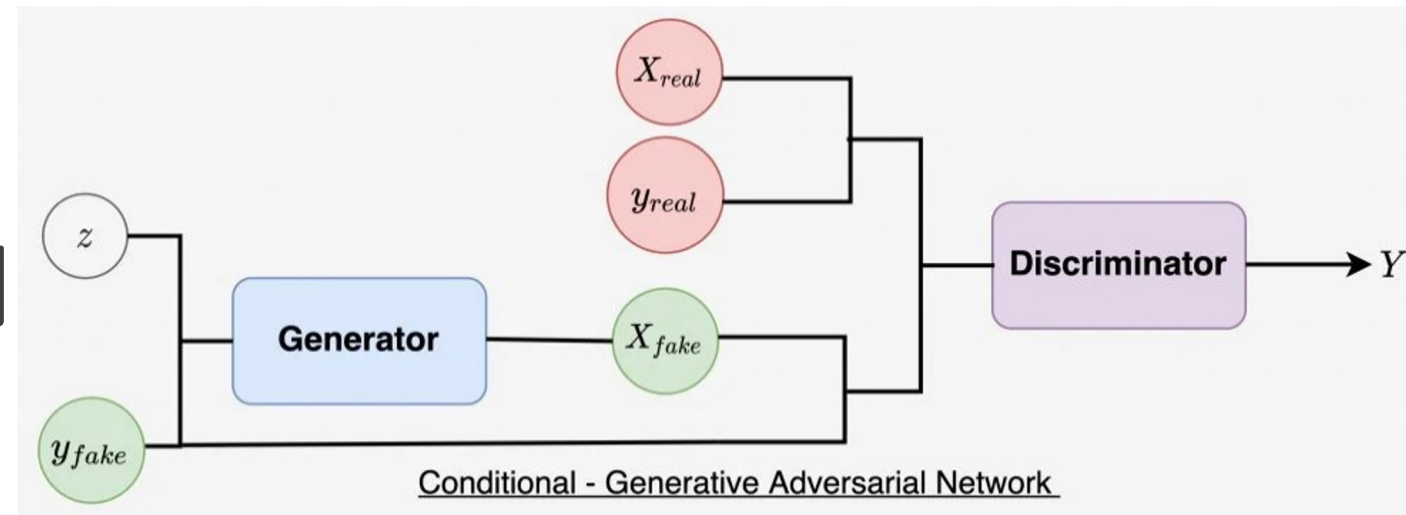 X_real
y_real
z
Discriminator
Y
Generator
X_fake
y_fake
Conditional - Generative Adversarial Network